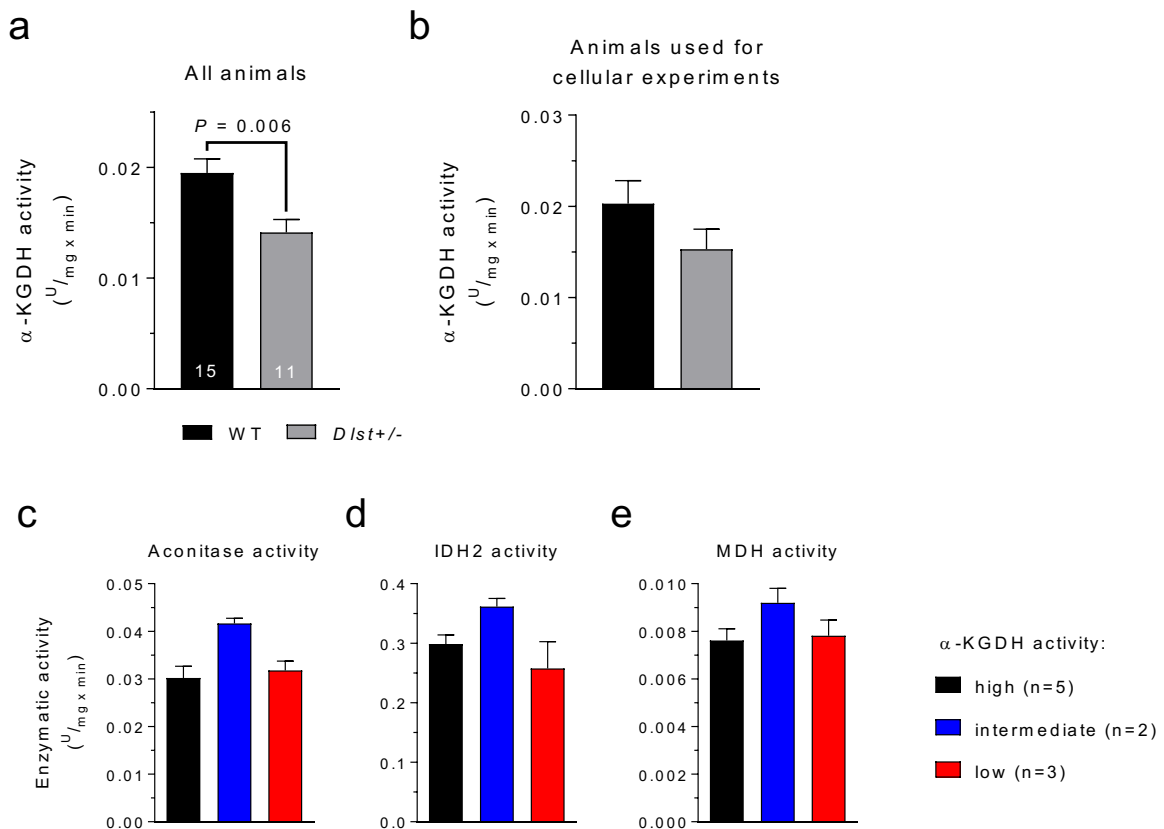 a
All animals
P = 0.006
α-KGDH activity
(U/mg x min)
0.02
0.01
0.00
15
11
WT
Dlst+/-
b
Animals used for
cellular experiments
α-KGDH activity
(U/mg x min)
0.03
0.02
0.01
0.00
c
Aconitase activity
Enzymatic activity
(U/mg x min)
0.05
0.04
0.03
0.02
0.01
0.00
d
IDH2 activity
0.4
0.3
0.2
0.1
0.0
e
MDH activity
0.010
0.008
0.006
0.004
0.002
0.000
α-KGDH activity:
high (n=5)
intermediate (n=2)
low (n=3)